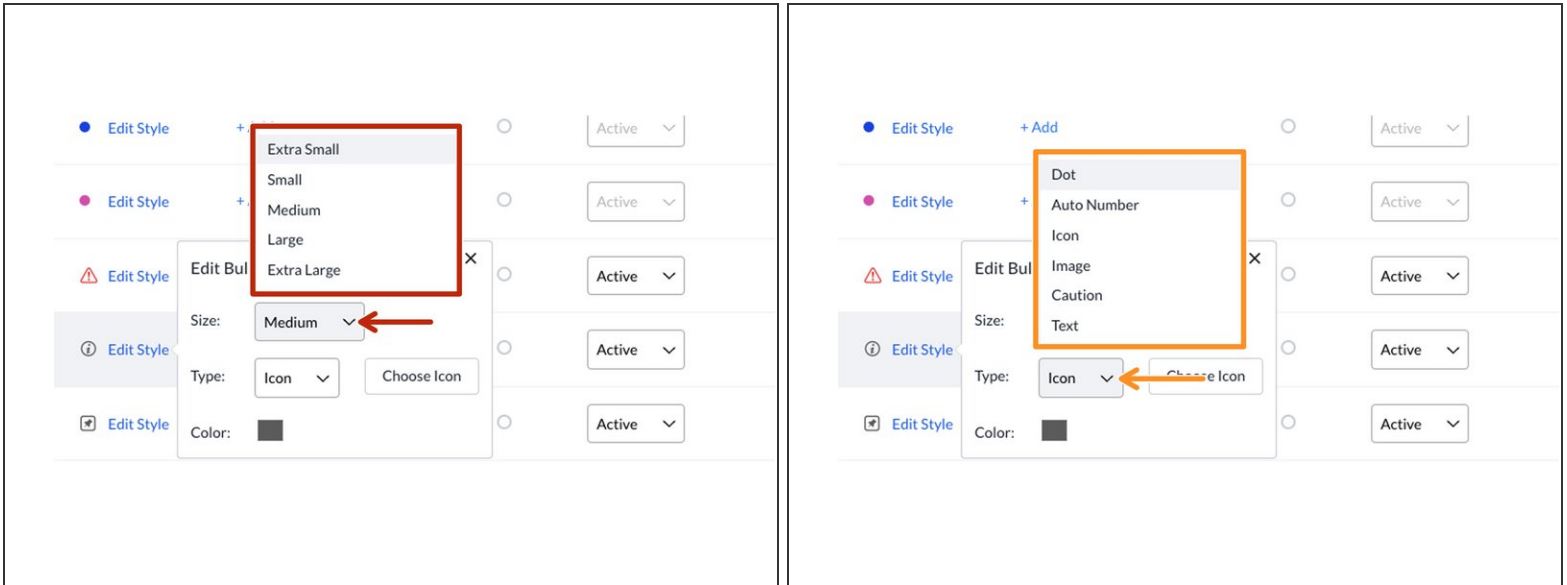 Edit Style
+
Active
Extra Small
Small
Medium
Large
Extra Large
Edit Style
+
Active
Edit Style
Edit Bul
Active
Size:
Medium
Edit Style
Active
Type:
Icon
Choose Icon
Edit Style
Color:
Active
Edit Style
+ Add
Active
Dot
Auto Number
Icon
Image
Caution
Text
Edit Style
+
Active
Edit Style
Edit Bul
Active
Size:
Edit Style
Active
Type:
Icon
Choose Icon
Edit Style
Color:
Active